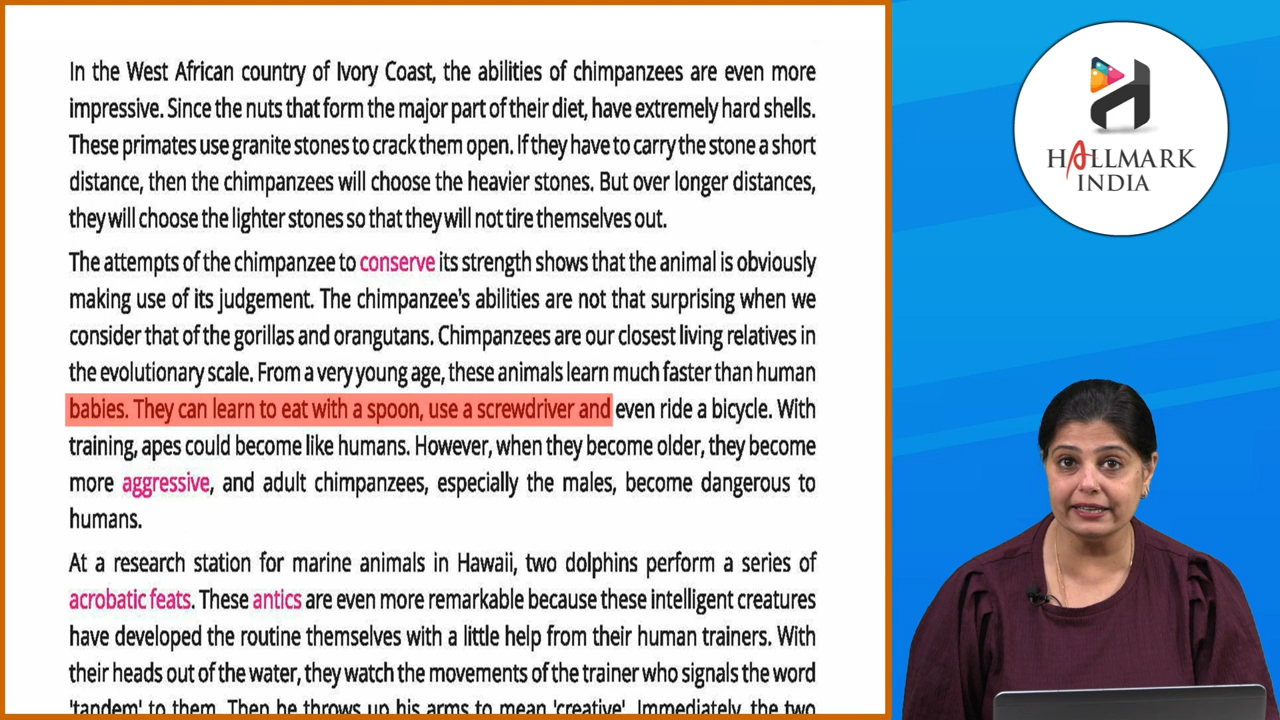 In the West African country of Ivory Coast, the abilities of chimpanzees are even more
impressive. Since the nuts that form the major part of their diet, have extremely hard shells.
These primates use granite stones to crack them open. If they have to carry the stone a short
distance, then the chimpanzees will choose the heavier stones. But over longer distances,
they will choose the lighter stones so that they will not tire themselves out.
The attempts of the chimpanzee to conserve its strength shows that the animal is obviously
making use of its judgement. The chimpanzee's abilities are not that surprising when we
consider that of the gorillas and orangutans. Chimpanzees are our closest living relatives in
the evolutionary scale. From a very young age, these animals learn much faster than human
babies. They can learn to eat with a spoon, use a screwdriver and even ride a bicycle. With
training, apes could become like humans. However, when they become older, they become
more aggressive, and adult chimpanzees, especially the males, become dangerous to
humans.
At a research station for marine animals in Hawaii, two dolphins perform a series of
acrobatic feats. These antics are even more remarkable because these intelligent creatures
have developed the routine themselves with a little help from their human trainers. With
their heads out of the water, they watch the movements of the trainer who signals the word
'tandem' to them. Then he throws up his arms to mean 'creative'. Immediately, the two
HALLMARK
INDIA